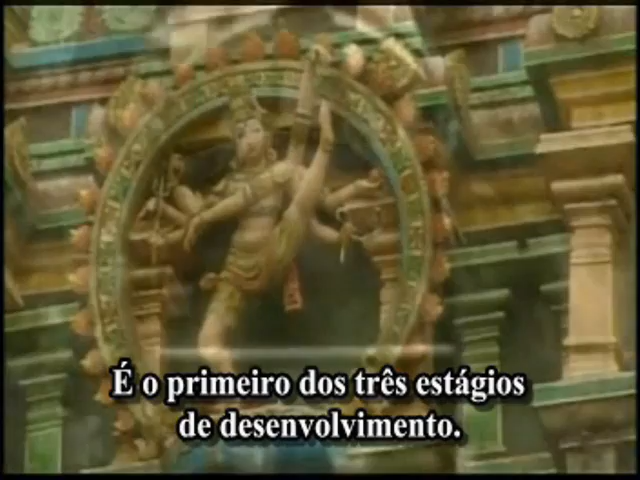 É o primeiro dos três estágios
de desenvolvimento.